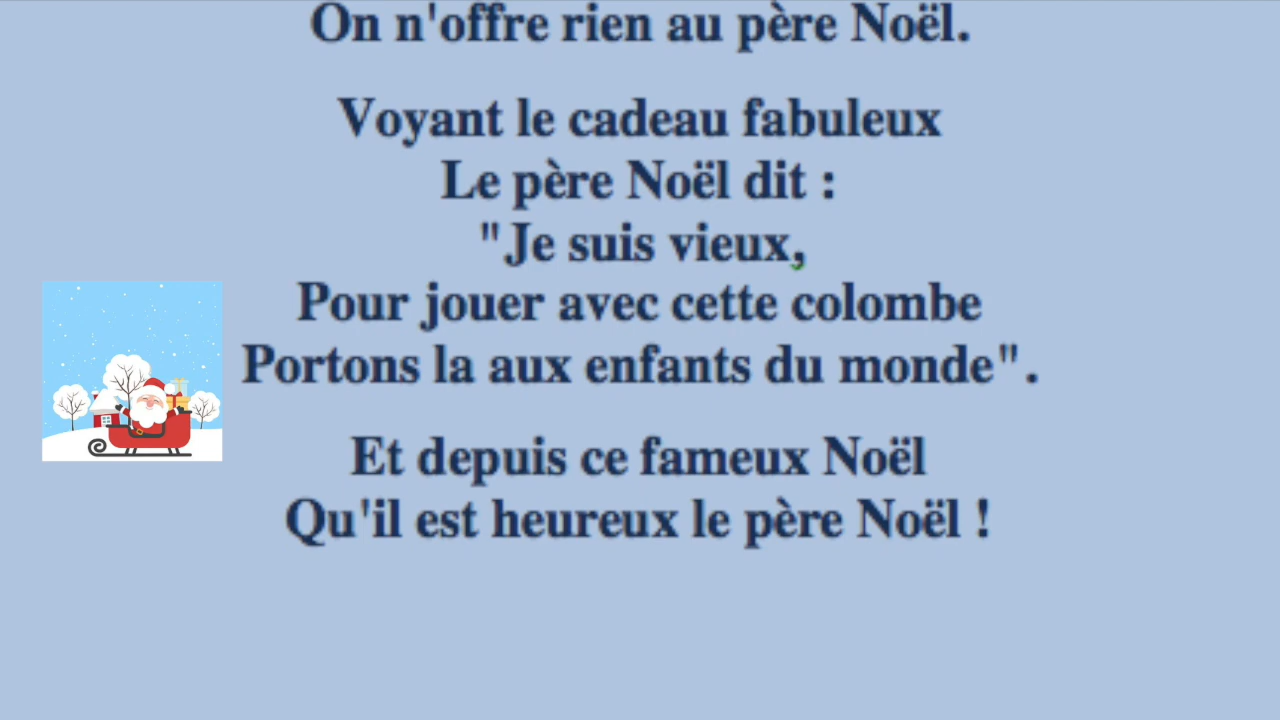 On n'offre rien au père Noël.
Voyant le cadeau fabuleux
Le père Noël dit :
"Je suis vieux,
Pour jouer avec cette colombe
Portons la aux enfants du monde".
Et depuis ce fameux Noël
Qu'il est heureux le père Noël !